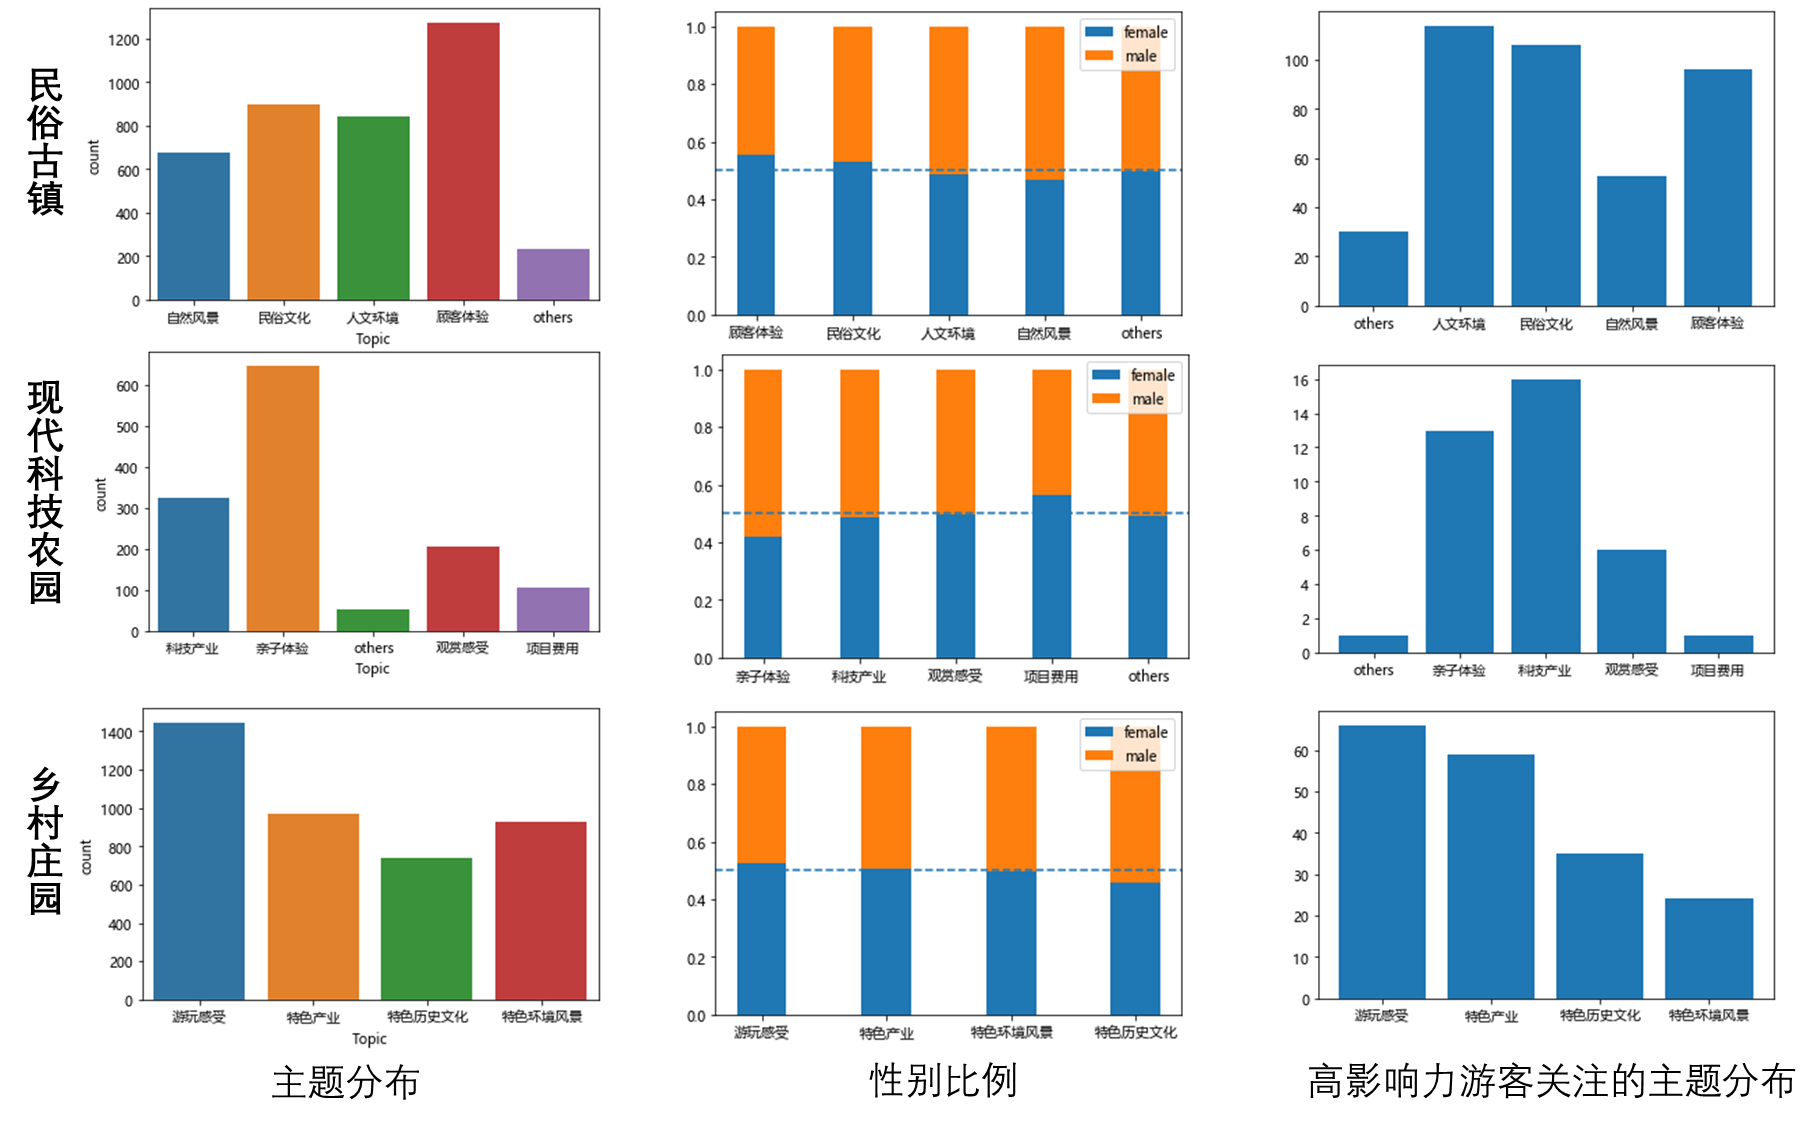 民俗古镇
1200
1000
800
600
400
200
0
count
自然风景 民俗文化 人文环境 顾客体验 others
Topic
female
male
1.0
0.8
0.6
0.4
0.2
0.0
顾客体验 民俗文化 人文环境 自然风景 others
100
80
60
40
20
0
others 人文环境 民俗文化 自然风景 顾客体验
现代科技农园
600
500
400
300
200
100
0
count
科技产业 亲子体验 others 观赏感受 项目费用
Topic
female
male
1.0
0.8
0.6
0.4
0.2
0.0
亲子体验 科技产业 观赏感受 项目费用 others
16
14
12
10
8
6
4
2
0
others 亲子体验 科技产业 观赏感受 项目费用
乡村庄园
1400
1200
1000
800
600
400
200
0
count
游玩感受 特色产业 特色历史文化 特色环境风景
Topic
female
male
1.0
0.8
0.6
0.4
0.2
0.0
游玩感受 特色产业 特色环境风景 特色历史文化
60
50
40
30
20
10
0
游玩感受 特色产业 特色历史文化 特色环境风景
主题分布 性别比例 高影响力游客关注的主题分布